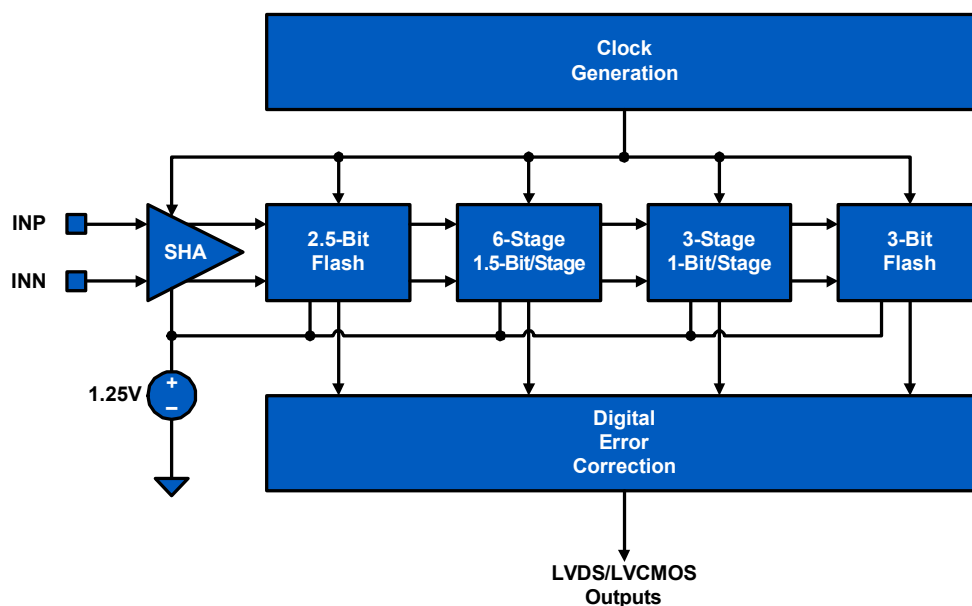 Clock
Generation
INP
INN
SHA
2.5-Bit
Flash
6-Stage
1.5-Bit/Stage
3-Stage
1-Bit/Stage
3-Bit
Flash
1.25V
+
–
Digital
Error
Correction
LVDS/LVCMOS
Outputs